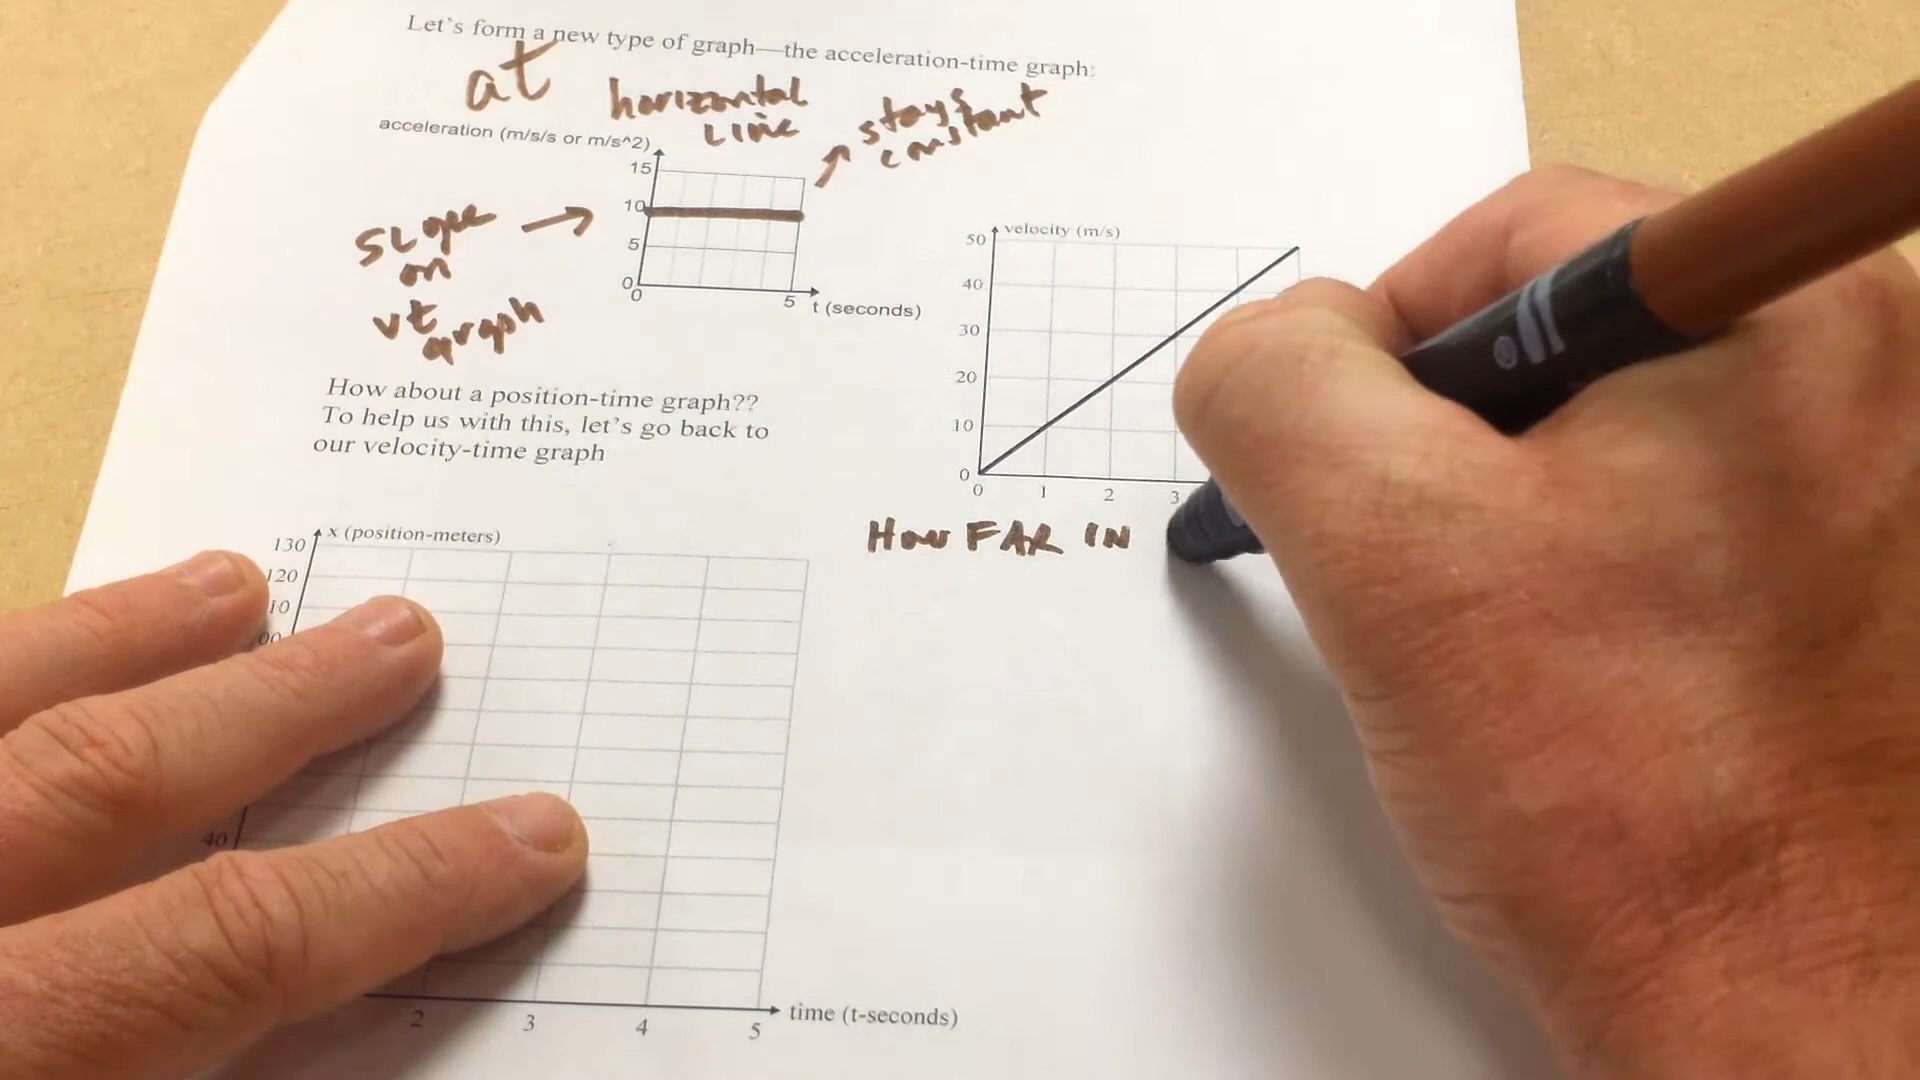 Let's form a new type of graph—the acceleration-time graph:
at
horizontal
Line
stays
constant
acceleration (m/s/s or m/s^2)
15
10
5
0
0
5
t (seconds)
slope
on
vt
graph
velocity (m/s)
50
40
30
20
10
0
0
1
2
3
How about a position-time graph??
To help us with this, let's go back to
our velocity-time graph
How FAR IN
x (position-meters)
130
120
40
2
3
4
5
time (t-seconds)